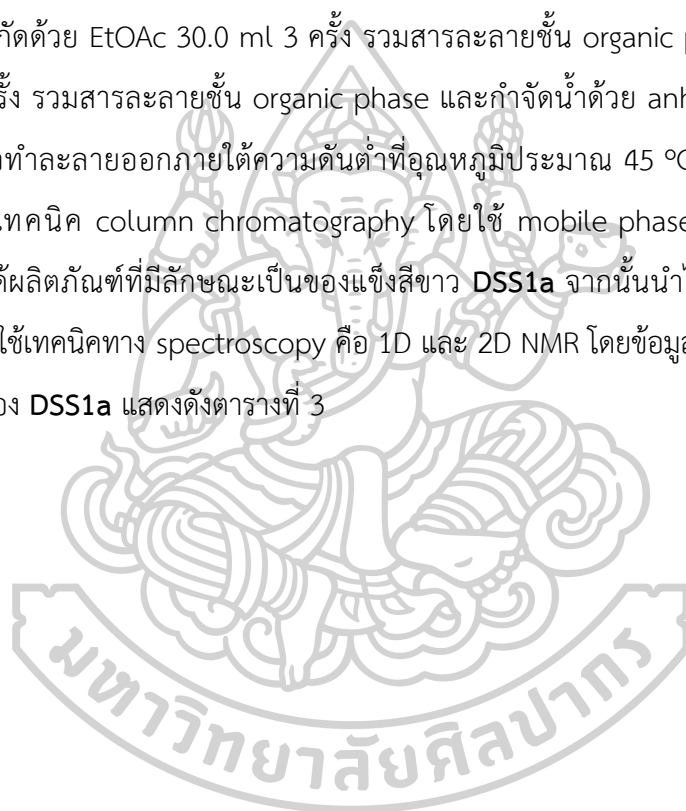 กัดด้วย EtOAc 30.0 ml 3 ครั้ง รวมสารละลายชั้น organic
รั้ง รวมสารละลายชั้น organic phase และกำจัดน้ำด้วย
ทำละลายออกภายใต้ความดันต่ำที่อุณหภูมิประมาณ 45 ºC
เทคนิค column chromatography โดยใช้ mobile phase
ผลิตภัณฑ์ที่มีลักษณะเป็นของแข็งสีขาว DSS1a จากนั้นนำ
ใช้เทคนิคทาง spectroscopy คือ 1D และ 2D NMR โดยข้อมูล
DSS1a แสดงดังตารางที่ 3
มหาวิทยาลัยศิลปากร